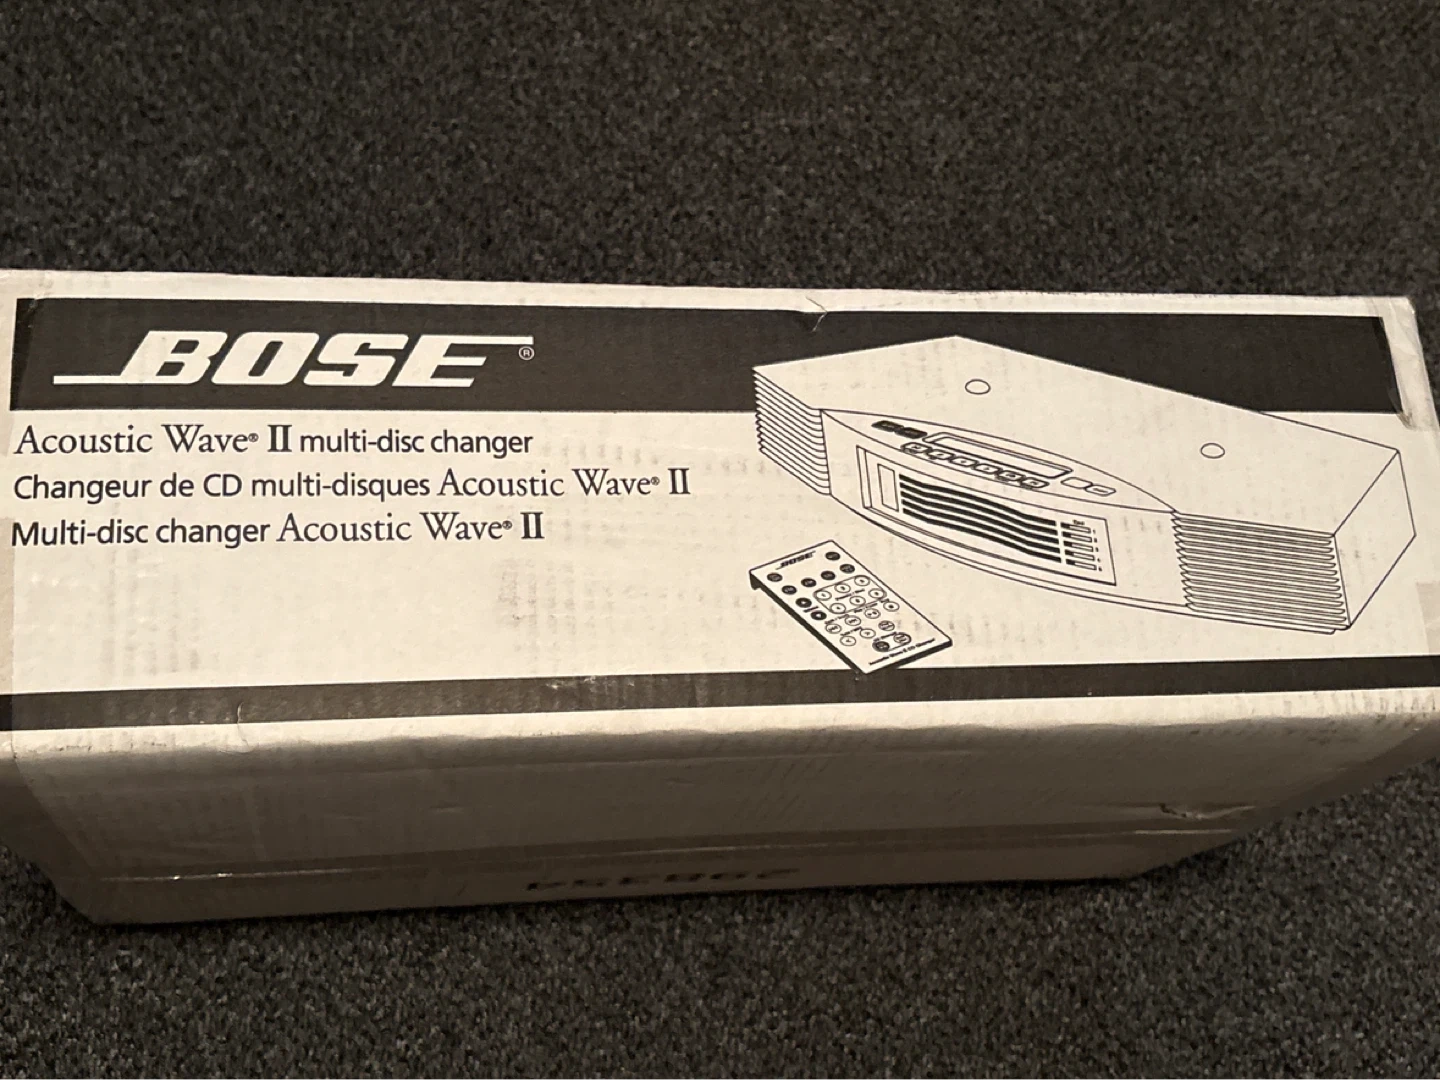 BOSE®
Acoustic Wave® II multi-disc changer
Changeur de CD multi-disques Acoustic Wave® II
Multi-disc changer Acoustic Wave® II
BOSE